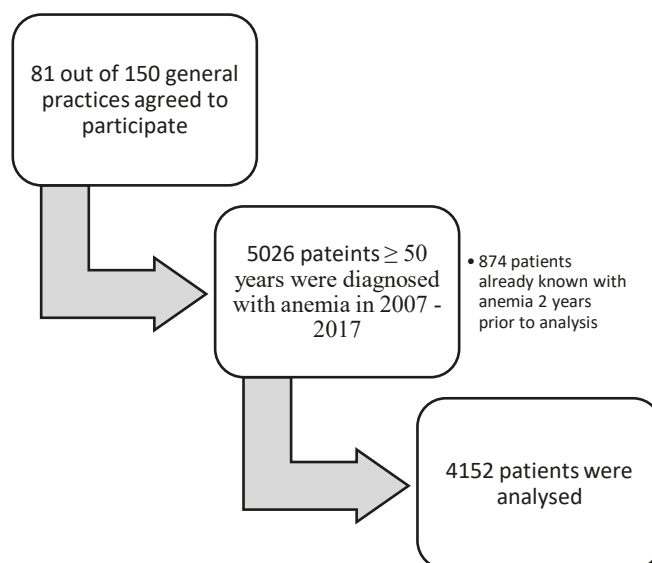 81 out of 150 general
practices agreed to
participate
5026 pateints ≥ 50
years were diagnosed
with anemia in 2007 -
2017
• 874 patients
already known with
anemia 2 years
prior to analysis
4152 patients were
analysed